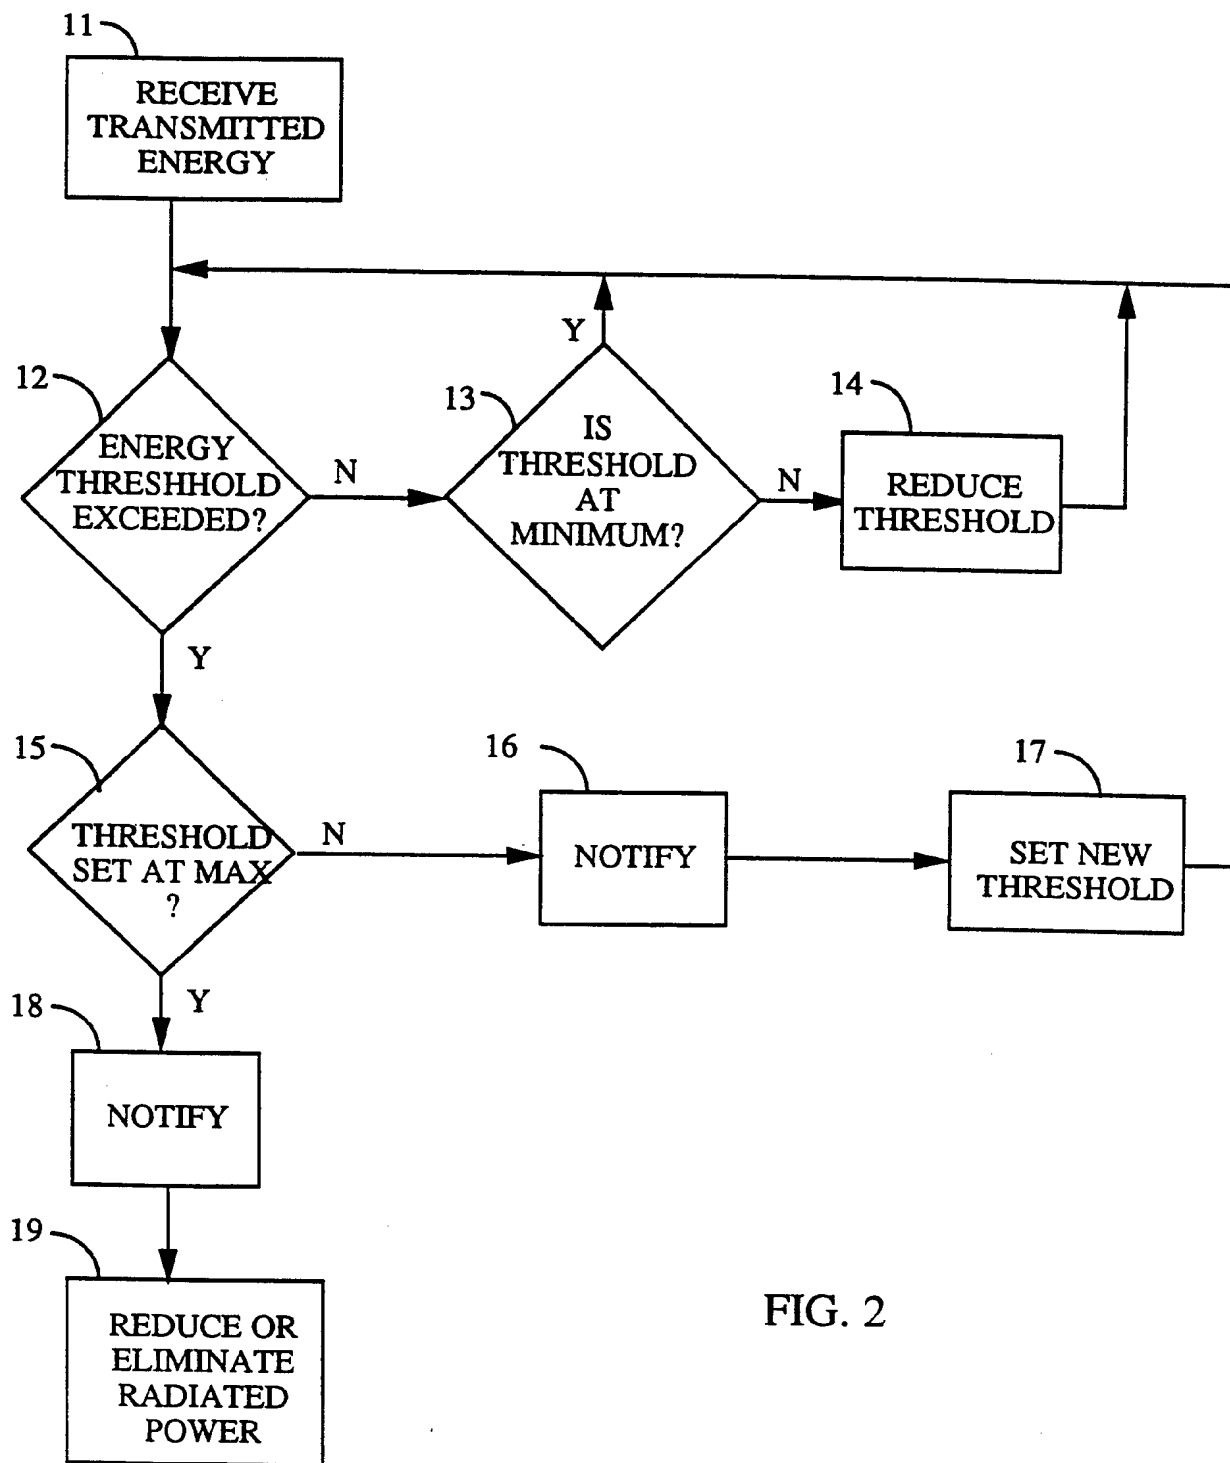 11
RECEIVE
TRANSMITTED
ENERGY
12
ENERGY
THRESHHOLD
EXCEEDED?
N
Y
13
IS
THRESHOLD
AT
MINIMUM?
Y
N
14
REDUCE
THRESHOLD
15
THRESHOLD
SET AT MAX
?
N
Y
16
NOTIFY
17
SET NEW
THRESHOLD
18
NOTIFY
19
REDUCE OR
ELIMINATE
RADIATED
POWER
FIG. 2